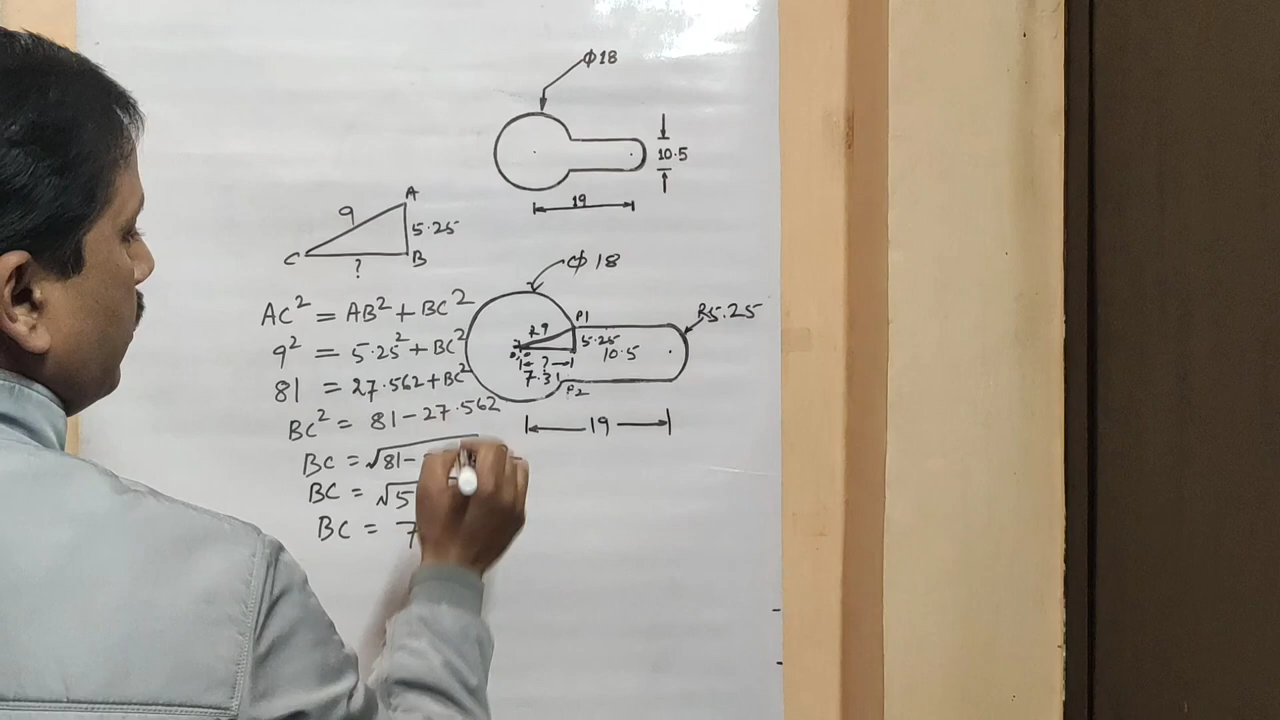 ϕ18
10.5
19
A
9
5.25
C
B
?
ϕ18
AC² = AB² + BC²
9² = 5.25² + BC²
81 = 27.562 + BC²
BC² = 81 - 27.562
BC = √81-
BC = √5
BC = 7
P1
R5.25
R9
5.25
10.5
?
7.31
P2
19